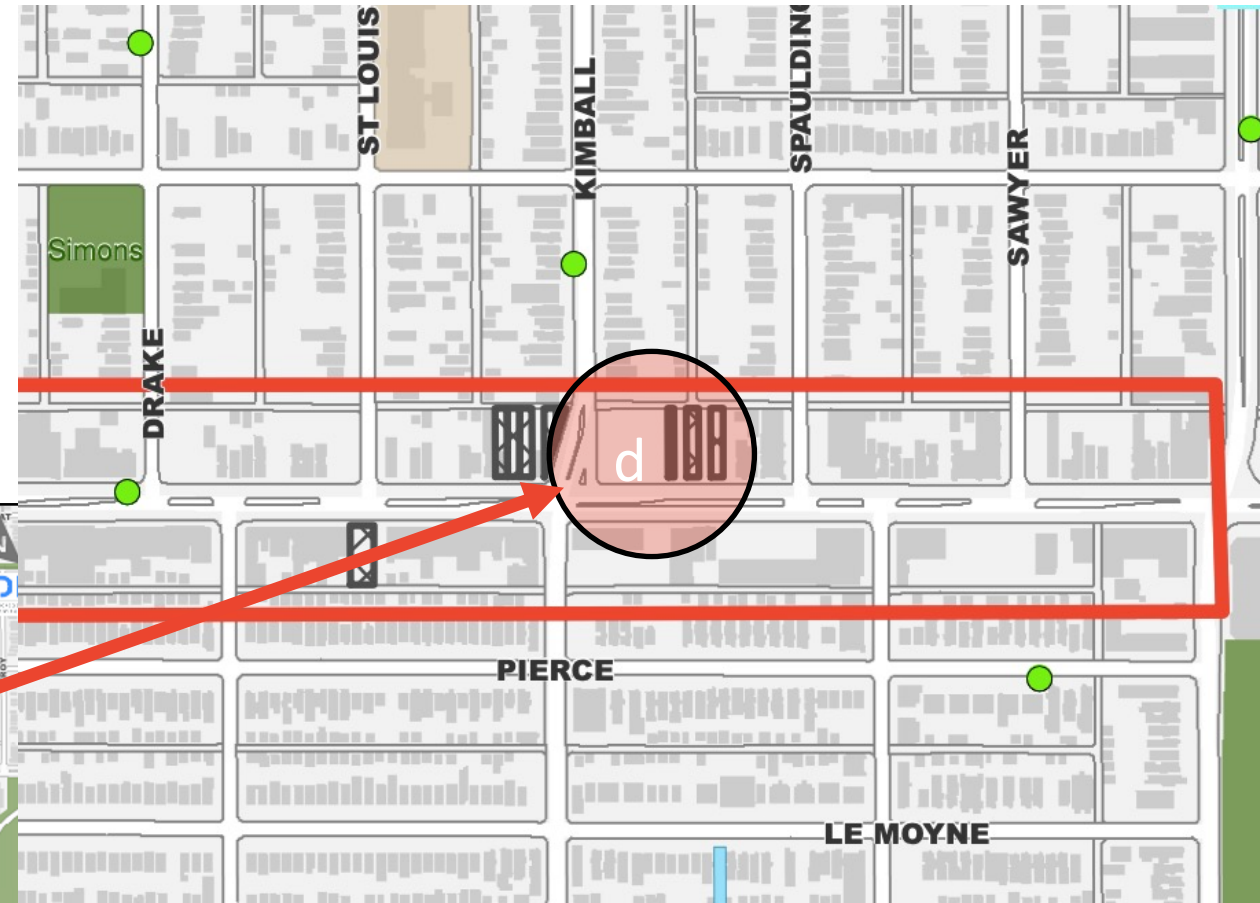 ST LOUIS
KIMBALL
SPAULDING
SAWYER
Simons
DRAKE
d
PIERCE
LE MOYNE